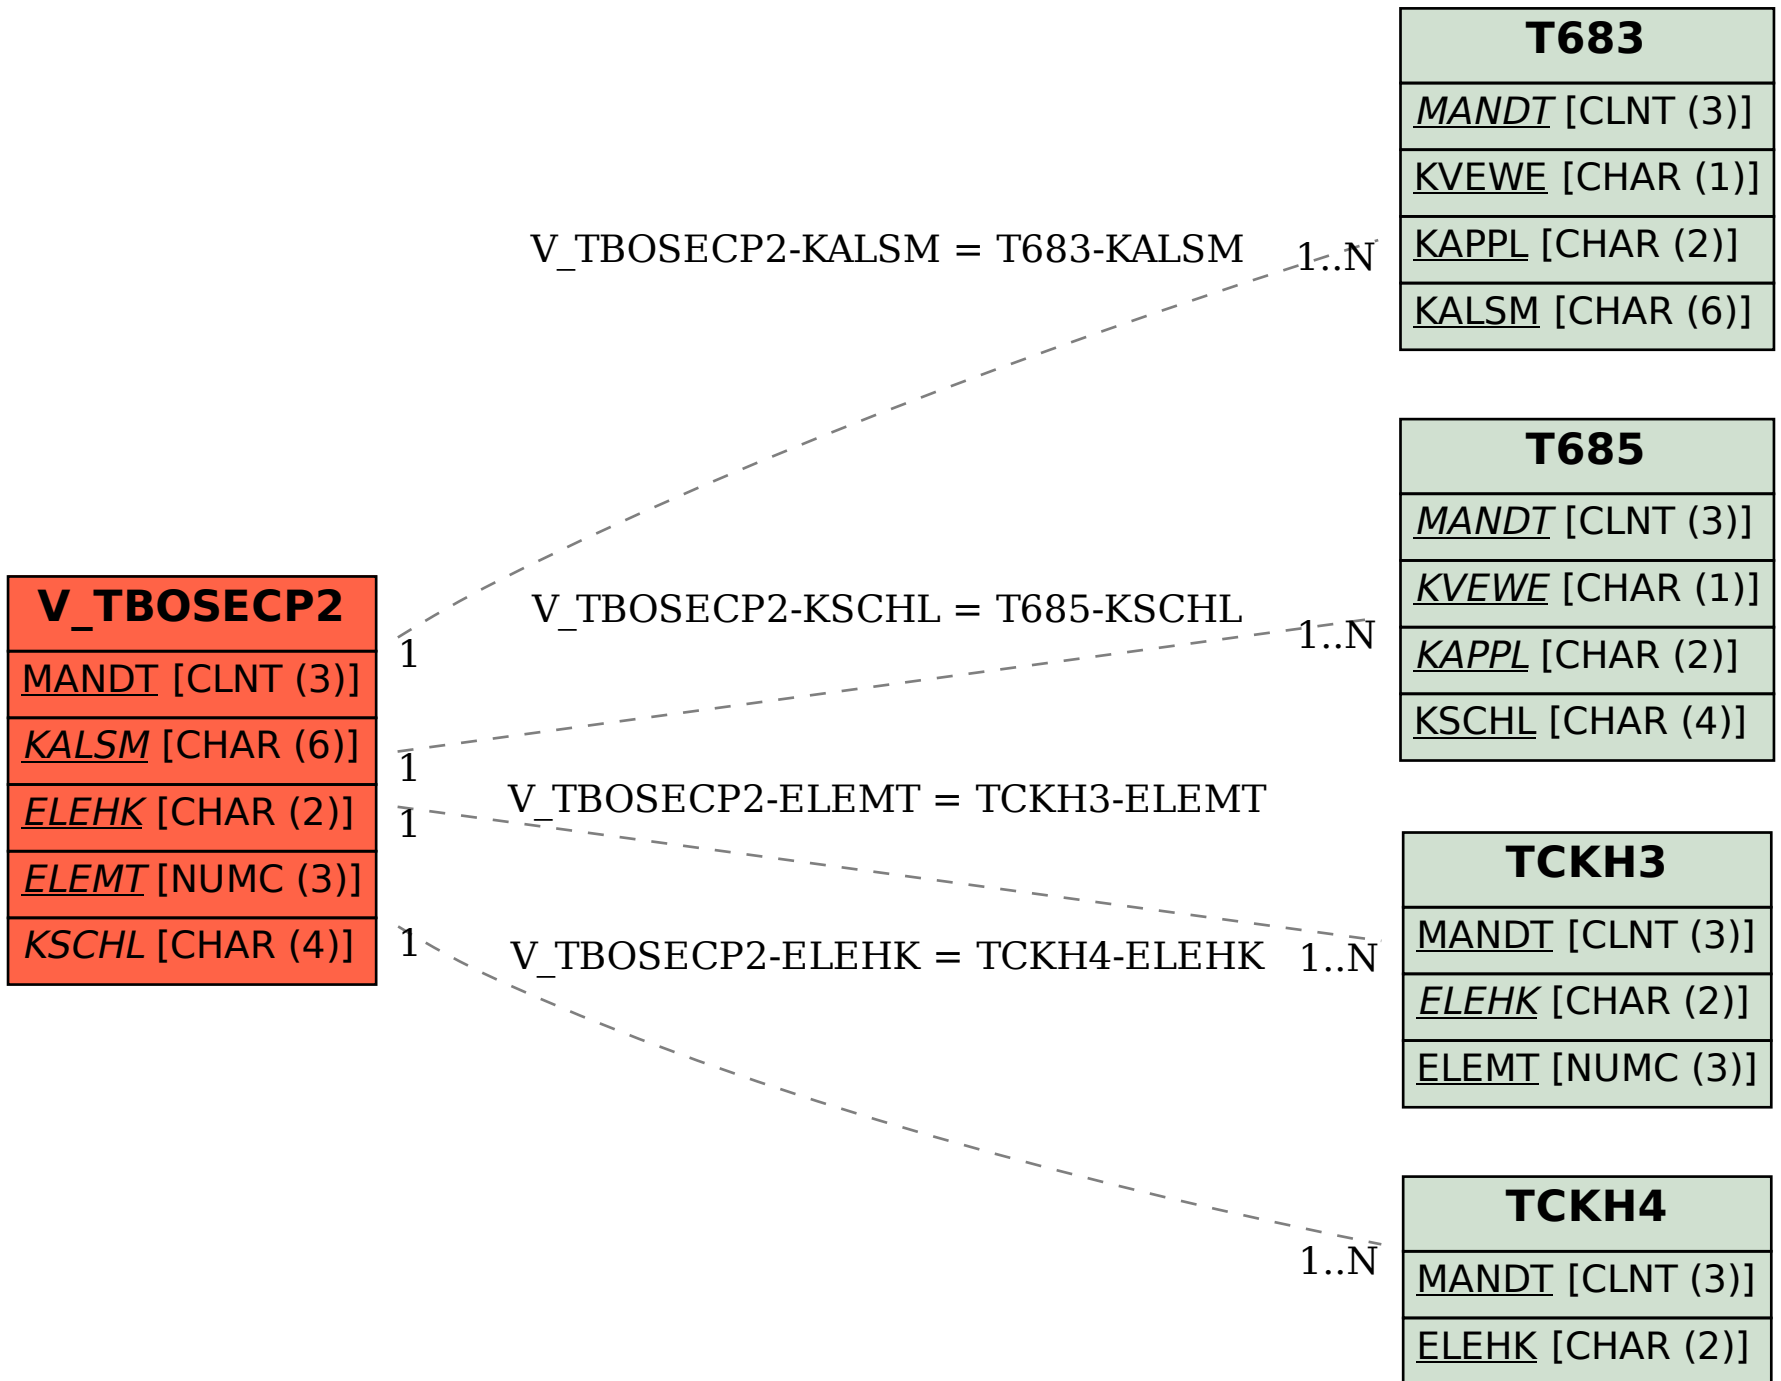 T683
MANDT [CLNT (3)]
KVEWE [CHAR (1)]
KAPPL [CHAR (2)]
KALSM [CHAR (6)]
V_TBOSECP2-KALSM = T683-KALSM
1..N
T685
MANDT [CLNT (3)]
KVEWE [CHAR (1)]
KAPPL [CHAR (2)]
KSCHL [CHAR (4)]
V_TBOSECP2
MANDT [CLNT (3)]
KALSM [CHAR (6)]
ELEHK [CHAR (2)]
ELEMT [NUMC (3)]
KSCHL [CHAR (4)]
1
V_TBOSECP2-KSCHL = T685-KSCHL
1..N
1
V_TBOSECP2-ELEMT = TCKH3-ELEMT
1
1..N
V_TBOSECP2-ELEHK = TCKH4-ELEHK
1
1..N
TCKH3
MANDT [CLNT (3)]
ELEHK [CHAR (2)]
ELEMT [NUMC (3)]
TCKH4
MANDT [CLNT (3)]
ELEHK [CHAR (2)]